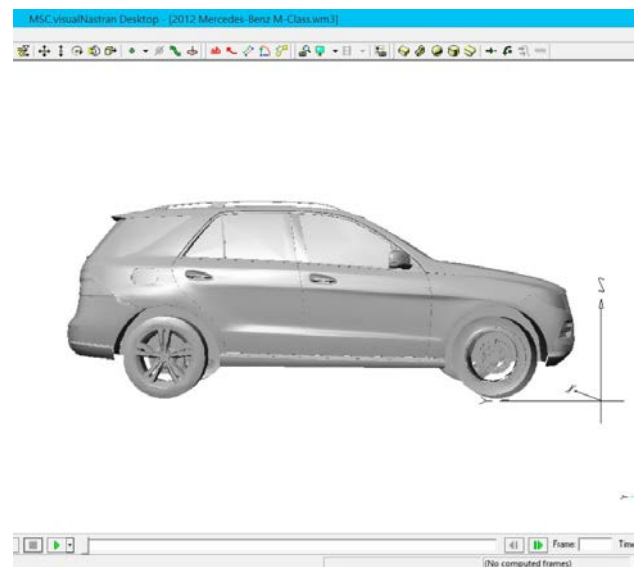 MSC.visualNastran Desktop - [2012 Mercedes-Benz M-Class.wm3]
Z
Frame:
(No computed frames)